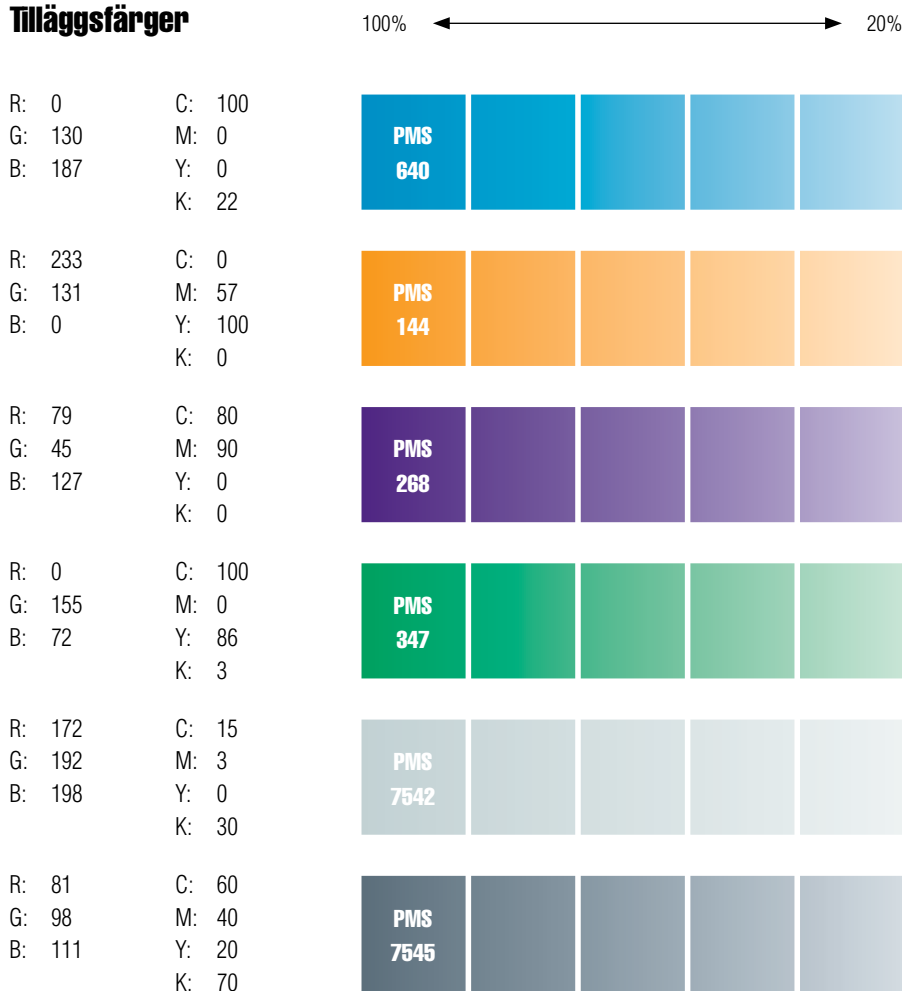 Tilläggsfärger 100% 20%
R: 0 C: 100
G: 130 M: 0 PMS
B: 187 Y: 0 640
K: 22
R: 233 C: 0
G: 131 M: 57 PMS
B: 0 Y: 100 144
K: 0
R: 79 C: 80
G: 45 M: 90 PMS
B: 127 Y: 0 268
K: 0
R: 0 C: 100
G: 155 M: 0 PMS
B: 72 Y: 86 347
K: 3
R: 172 C: 15
G: 192 M: 3 PMS
B: 198 Y: 0 7542
K: 30
R: 81 C: 60
G: 98 M: 40 PMS
B: 111 Y: 20 7545
K: 70